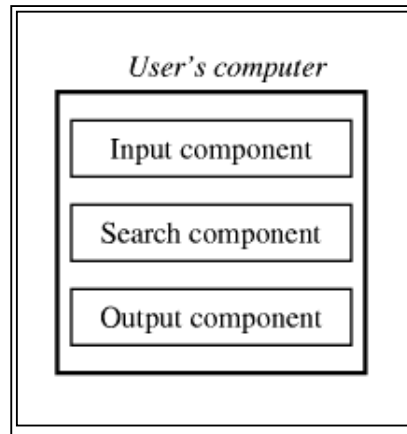 User's computer
Input component
Search component
Output component